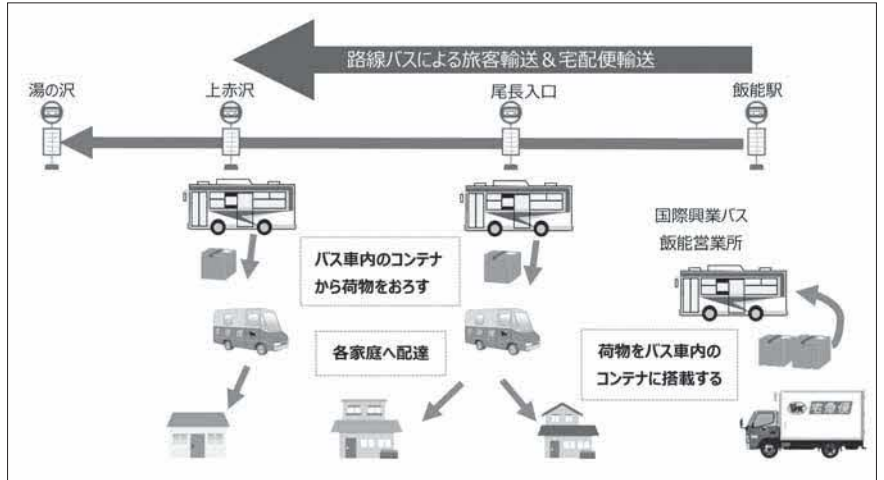 路線バスによる旅客輸送＆宅配便輸送
湯の沢
上赤沢
尾長入口
飯能駅
国際興業バス
飯能営業所
バス車内のコンテナ
から荷物をおろす
各家庭へ配達
荷物をバス車内の
コンテナに搭載する
宅急便